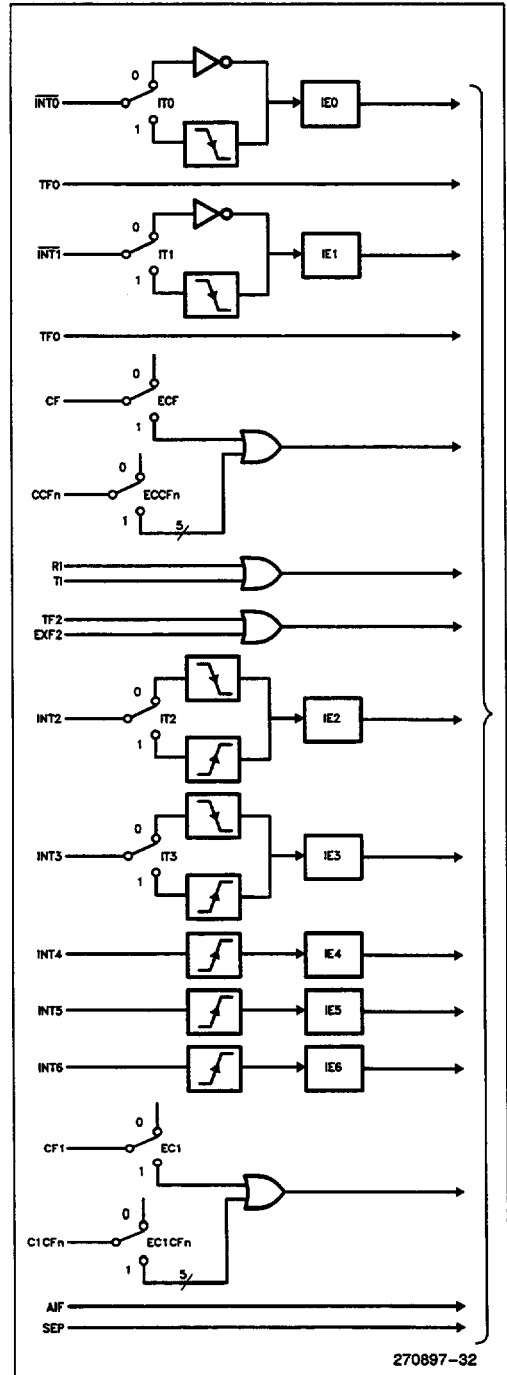 0
INT0
IT0
IE0
1
TF0
0
INT1
IT1
IE1
1
TF0
0
CF
ECF
1
0
CCFn
ECCFn
1
5
R1
T1
TF2
EXF2
0
INT2
IT2
IE2
1
0
INT3
IT3
IE3
1
INT4
IE4
INT5
IE5
INT6
IE6
0
CF1
EC1
1
0
C1CFn
EC1CFn
1
5
AIF
SEP
270897-32